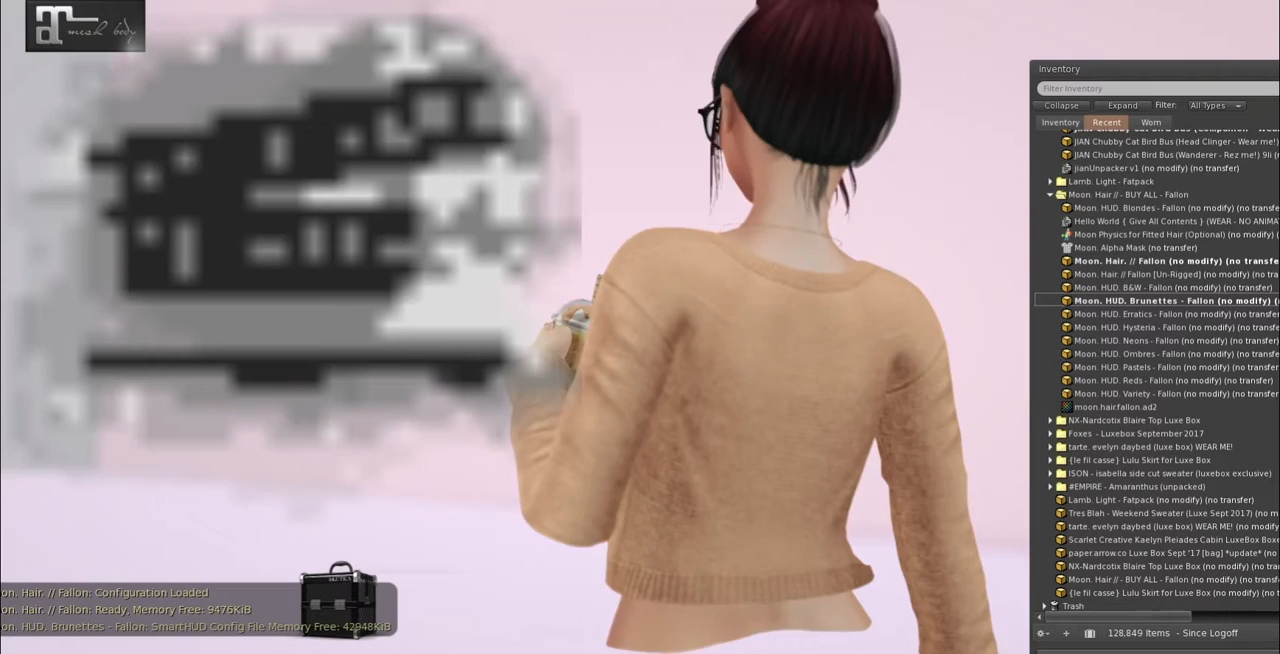 mesh body
Inventory
Filter Inventory
Collapse Expand Filter: All Types
Inventory Recent Worn
JIAN Chubby Cat Bird Bus (Companion - Wear me!)
JIAN Chubby Cat Bird Bus (Head Clinger - Wear me!)
JIAN Chubby Cat Bird Bus (Wanderer - Rez me!) 9li (
jianUnpacker v1 (no modify) (no transfer)
Lamb. Light - Fatpack
Moon. Hair // - BUY ALL - Fallon
Moon. HUD. Blondes - Fallon (no modify) (no transfe
Hello World { Give All Contents } (WEAR - NO ANIMA
Moon Physics for Fitted Hair (Optional) (no modify) (
Moon. Alpha Mask (no transfer)
Moon. Hair. // Fallon (no modify) (no transfe
Moon. Hair. // Fallon [Un-Rigged] (no modify) (no tra
Moon. HUD. B&W - Fallon (no modify) (no transfer)
Moon. HUD. Brunettes - Fallon (no modify) (
Moon. HUD. Erratics - Fallon (no modify) (no transfer
Moon. HUD. Hysteria - Fallon (no modify) (no transfe
Moon. HUD. Neons - Fallon (no modify) (no transfer)
Moon. HUD. Ombres - Fallon (no modify) (no transfer
Moon. HUD. Pastels - Fallon (no modify) (no transfer
Moon. HUD. Reds - Fallon (no modify) (no transfer)
Moon. HUD. Variety - Fallon (no modify) (no transfer
moon.hair.fallon.ad2
NX-Nardcotix Blaire Top Luxe Box
Foxes - Luxebox September 2017
tarte. evelyn daybed (luxe box) WEAR ME!
{le fil casse} Lulu Skirt for Luxe Box
ISON - isabella side cut sweater (luxebox exclusive)
#EMPIRE - Amaranthus (unpacked)
Lamb. Light - Fatpack (no modify) (no transfer)
Tres Blah - Weekend Sweater (Luxe Sept 2017) (no m
tarte. evelyn daybed (luxe box) WEAR ME! (no modify
Scarlet Creative Kaelyn Pleiades Cabin LuxeBox Boxe
paper.arrow.co Luxe Box Sept '17 [bag] *update* (no
NX-Nardcotix Blaire Top Luxe Box (no modify) (no tra
Moon. Hair // - BUY ALL - Fallon (no modify) (no tra
{le fil casse} Lulu Skirt for Luxe Box (no modify) (no
Trash
128,849 Items - Since Logoff
oon. Hair. // Fallon: Configuration Loaded
oon. Hair. // Fallon: Ready, Memory Free: 9476KiB
oon. HUD. Brunettes - Fallon: SmartHUD Config File Memory Free: 42948KiB